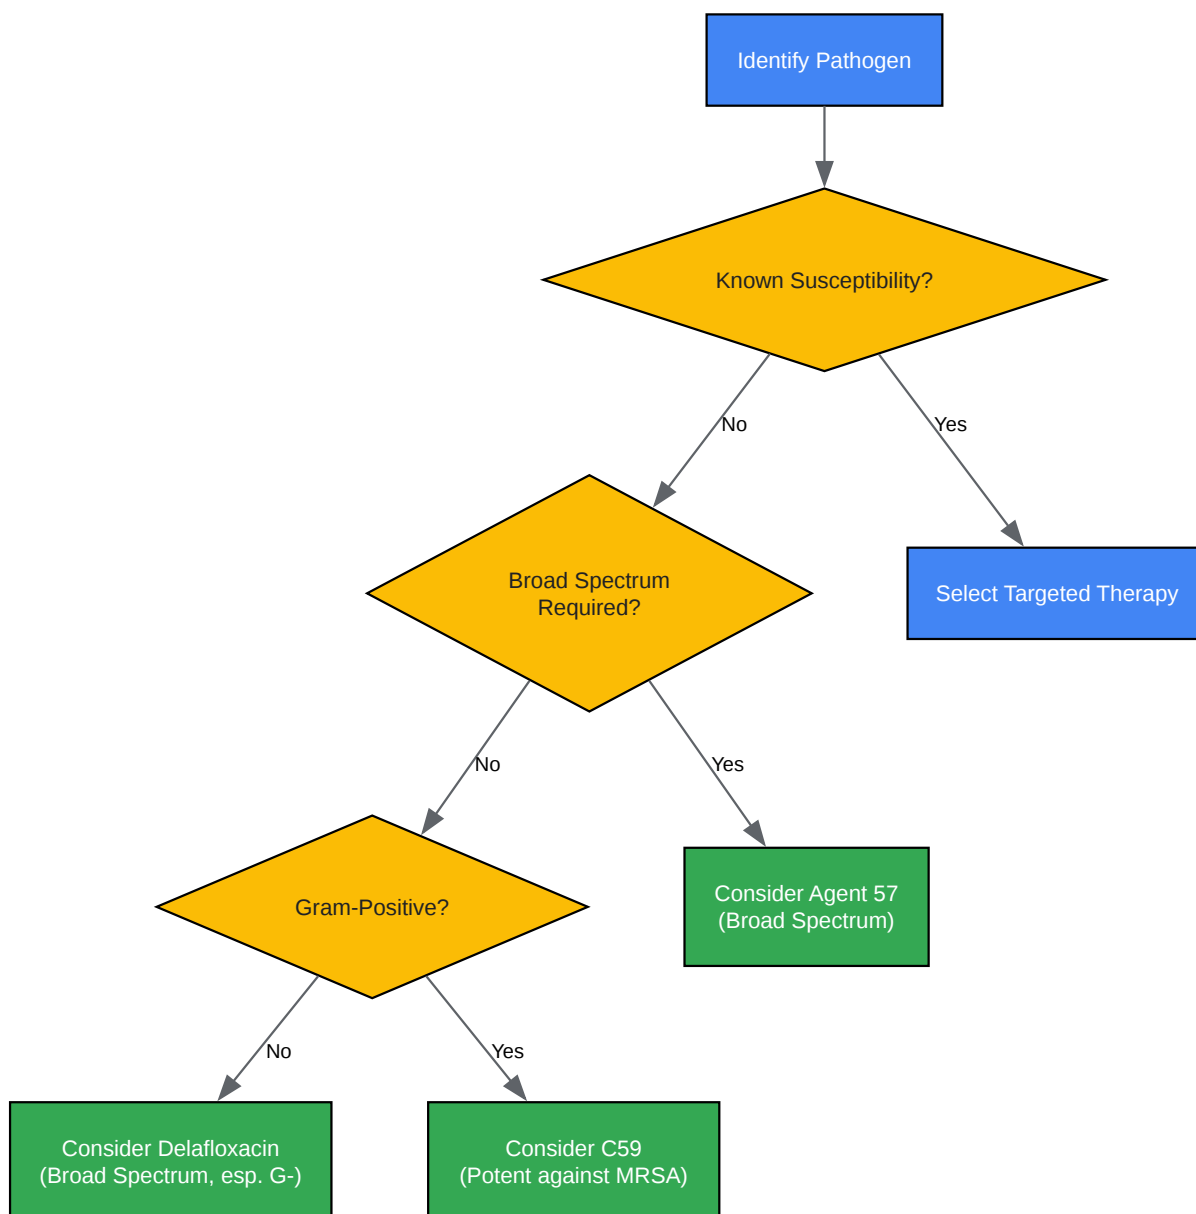 Identify Pathogen
Known Susceptibility?
No
Yes
Broad Spectrum
Required?
Select Targeted Therapy
No
Yes
Gram-Positive?
Consider Agent 57
(Broad Spectrum)
No
Yes
Consider Delafloxacin
(Broad Spectrum, esp. G-)
Consider C59
(Potent against MRSA)